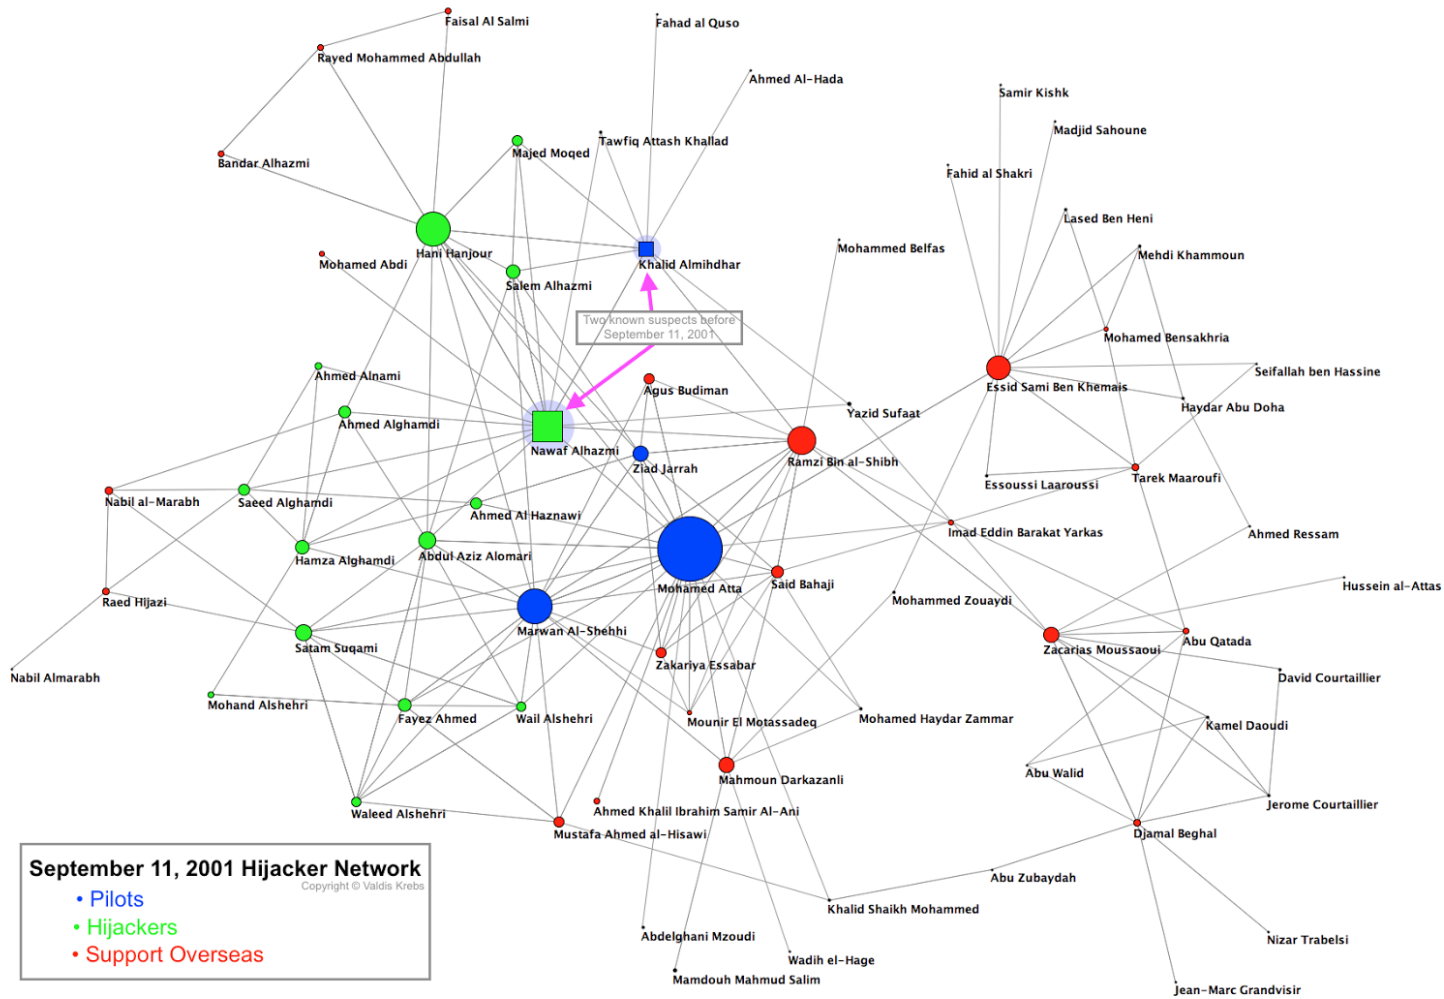 Faisal Al Salmi
Fahad al Quso
Rayed Mohammed Abdullah
Ahmed Al-Hada
Samir Kishk
Madjid Sahoune
Tawfiq Attash Khallad
Majed Moqed
Bandar Alhazmi
Fahid al Shakri
Lased Ben Heni
Mohammed Belfas
Hani Hanjour
Mehdi Khammoun
Mohamed Abdi
Khalid Almihdhar
Salem Alhazmi
Two known suspects before
September 11, 2001
Mohamed Bensakhria
Ahmed Alnami
Seifallah ben Hassine
Agus Budiman
Essid Sami Ben Khemais
Haydar Abu Doha
Yazid Sufaat
Ahmed Alghamdi
Nawaf Alhazmi
Ramzi Bin al-Shibh
Ziad Jarrah
Tarek Maaroufi
Essoussi Laaroussi
Nabil al-Marabh
Saeed Alghamdi
Ahmed Al Haznawi
Imad Eddin Barakat Yarkas
Ahmed Ressam
Abdul Aziz Alomari
Hamza Alghamdi
Said Bahaji
Hussein al-Attas
Mohamed Atta
Mohammed Zouaydi
Raed Hijazi
Marwan Al-Shehhi
Abu Qatada
Satam Suqami
Zacarias Moussaoui
Zakariya Essabar
Nabil Almarabh
David Courtaillier
Mohand Alshehri
Fayez Ahmed
Wail Alshehri
Mounir El Motassadeq
Mohamed Haydar Zammar
Kamel Daoudi
Abu Walid
Mahmoun Darkazanli
Jerome Courtaillier
Waleed Alshehri
Ahmed Khalil Ibrahim Samir Al-Ani
Mustafa Ahmed al-Hisawi
Djamal Beghal
September 11, 2001 Hijacker Network
Copyright © Valdis Krebs
• Pilots
• Hijackers
• Support Overseas
Abu Zubaydah
Khalid Shaikh Mohammed
Abdelghani Mzoudi
Nizar Trabelsi
Wadih el-Hage
Mamdouh Mahmud Salim
Jean-Marc Grandvisir